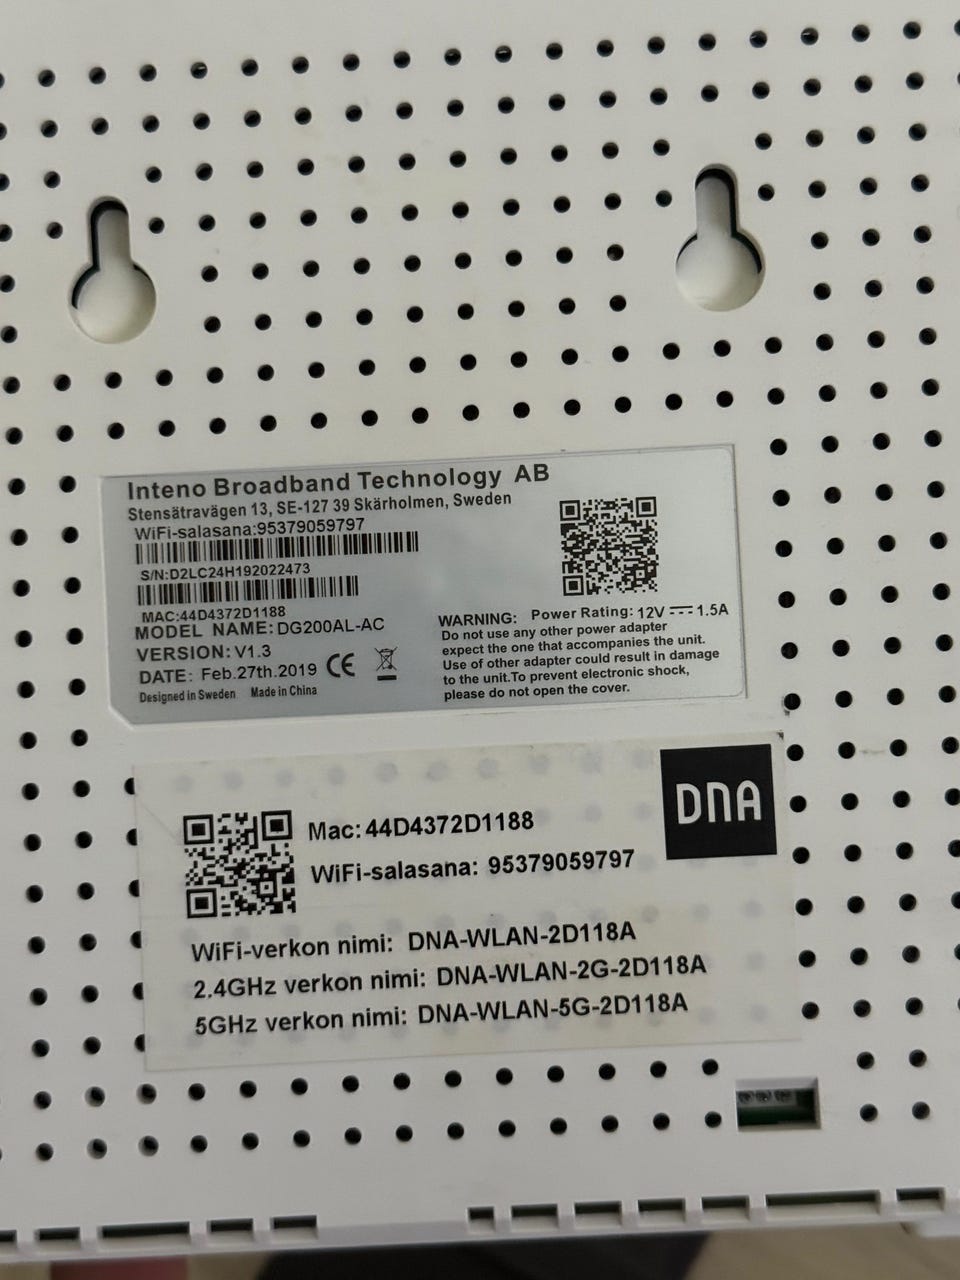 Inteno Broadband Technology AB
Stensätravägen 13, SE-127 39 Skärholmen, Sweden
WiFi-salasana:95379059797
S/N:D2LC24H192022473
MAC:44D4372D1188
MODEL NAME: DG200AL-AC
VERSION: V1.3
DATE: Feb.27th.2019
CE
Designed in Sweden Made in China
WARNING: Power Rating: 12V 1.5A
Do not use any other power adapter
expect the one that accompanies the unit.
Use of other adapter could result in damage
to the unit.To prevent electronic shock,
please do not open the cover.
DNA
Mac: 44D4372D1188
WiFi-salasana: 95379059797
WiFi-verkon nimi: DNA-WLAN-2D118A
2.4GHz verkon nimi: DNA-WLAN-2G-2D118A
5GHz verkon nimi: DNA-WLAN-5G-2D118A